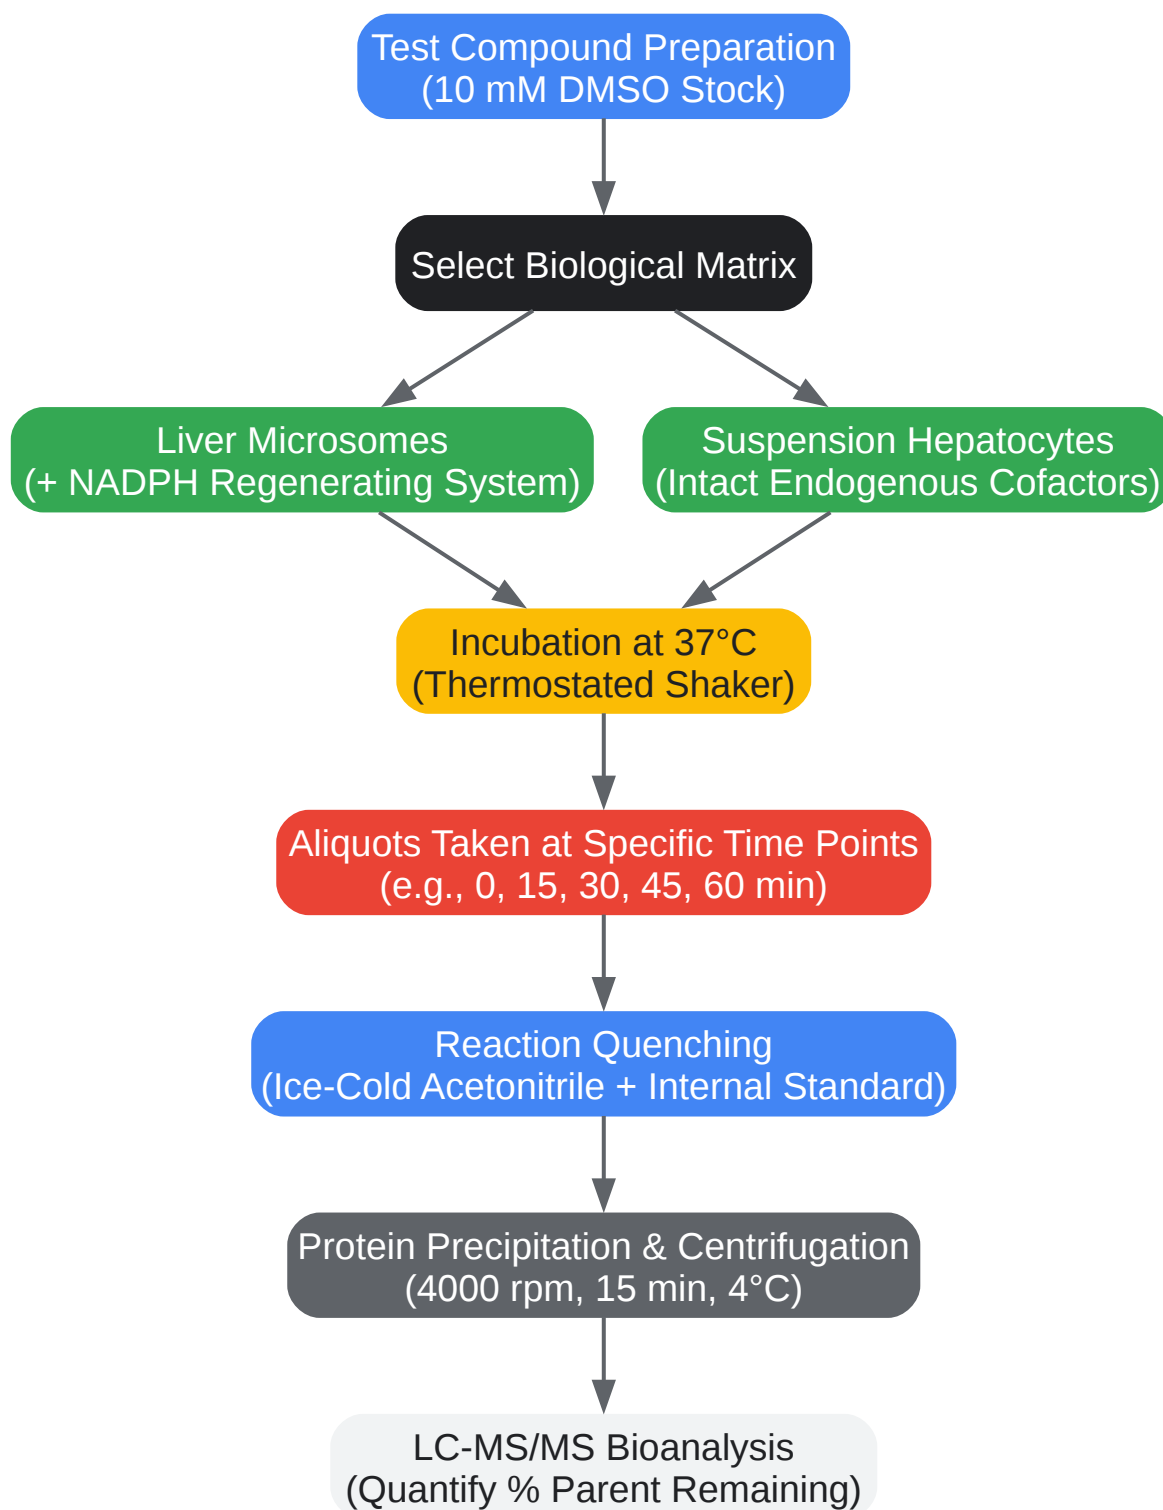 Test Compound Preparation
(10 mM DMSO Stock)
Select Biological Matrix
Liver Microsomes
(+ NADPH Regenerating System)
Suspension Hepatocytes
(Intact Endogenous Cofactors)
Incubation at 37°C
(Thermostated Shaker)
Aliquots Taken at Specific Time Points
(e.g., 0, 15, 30, 45, 60 min)
Reaction Quenching
(Ice-Cold Acetonitrile + Internal Standard)
Protein Precipitation & Centrifugation
(4000 rpm, 15 min, 4°C)
LC-MS/MS Bioanalysis
(Quantify % Parent Remaining)